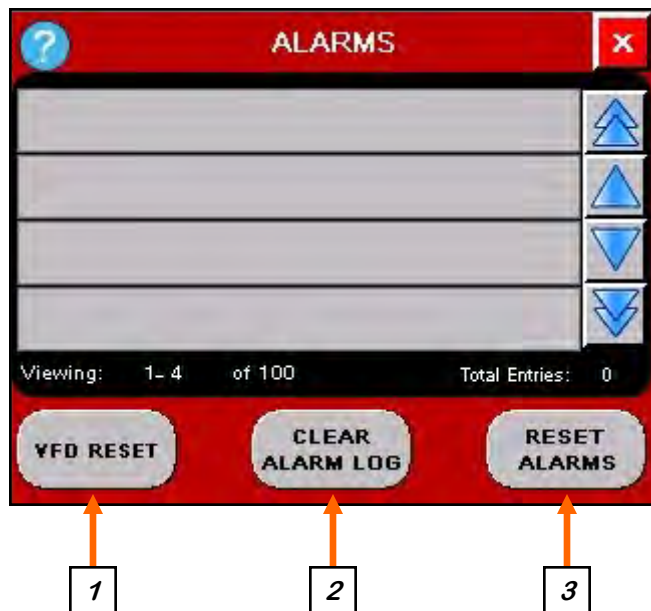 ?
ALARMS
X
Viewing: 1- 4 of 100 Total Entries: 0
VFD RESET
CLEAR
ALARM LOG
RESET
ALARMS
1 2 3